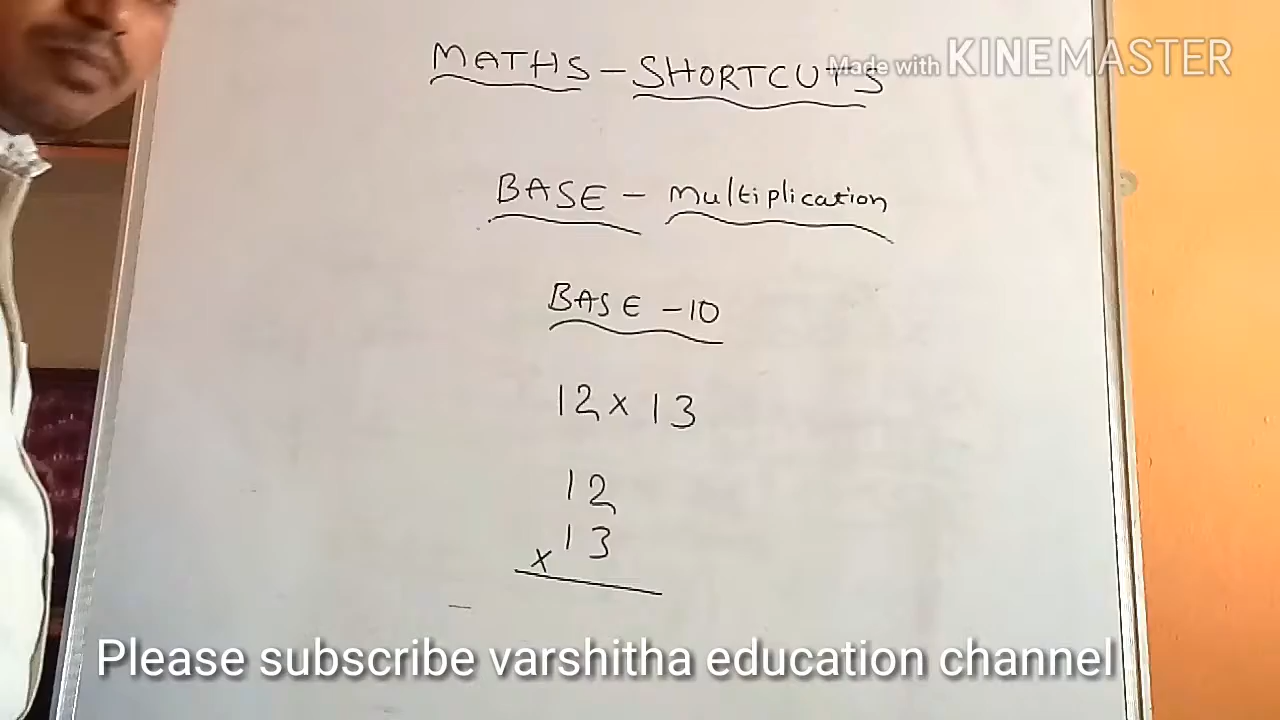 MATHS - SHORTCUTS
Made with KINEMASTER
BASE - Multiplication
BASE - 10
12 x 13
12
x 13
Please subscribe varshitha education channel